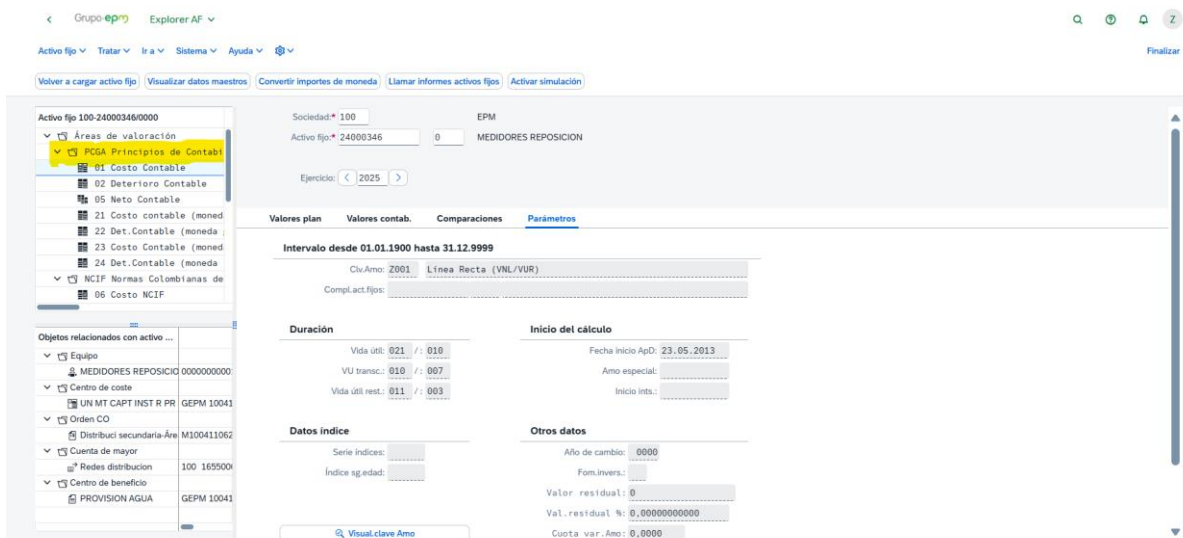 Grupo epm Explorer AF
Z
Activo fijo Tratar Ir a Sistema Ayuda
Finalizar
Volver a cargar activo fijo Visualizar datos maestros Convertir importes de moneda Llamar informes activos fijos Activar simulación
Activo fijo 100-24000346/0000
Áreas de valoración
PCGA Principios de Contabi
01 Costo Contable
02 Deterioro Contable
05 Neto Contable
21 Costo contable (moned
22 Det.Contable (moneda
23 Costo Contable (moned
24 Det.Contable (moneda
NCIF Normas Colombianas de
06 Costo NCIF
Objetos relacionados con activo ...
Equipo
MEDIDORES REPOSICIO 0000000000
Centro de coste
UN MT CAPT INST R PR GEPM 10041
Orden CO
Distribuci secundaria-Áre M100411062
Cuenta de mayor
Redes distribucion 100 165500
Centro de beneficio
PROVISION AGUA GEPM 10041
Sociedad:* 100 EPM
Activo fijo:* 24000346 0 MEDIDORES REPOSICION
Ejercicio: < 2025 >
Valores plan Valores contab. Comparaciones Parámetros
Intervalo desde 01.01.1900 hasta 31.12.9999
Clv.Amo: Z001 Línea Recta (VNL/VUR)
Compl.act.fijos:
Duración
Vida útil: 021 /: 010
VU transc.: 010 /: 007
Vida útil rest.: 011 /: 003
Inicio del cálculo
Fecha inicio ApD: 23.05.2013
Amo especial:
Inicio ints.:
Datos índice
Serie índices:
Índice sg.edad:
Otros datos
Año de cambio: 0000
Fom.invers.:
Valor residual: 0
Val.residual %: 0,00000000000
Cuota var.Amo: 0,0000
Visual.clave Amo